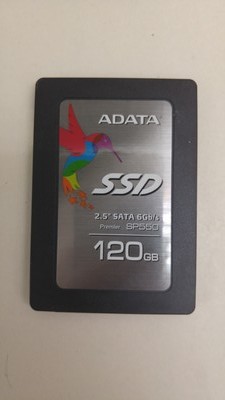 ADATA
SSD
2.5" SATA 6Gb/s
Premier SP550
120GB